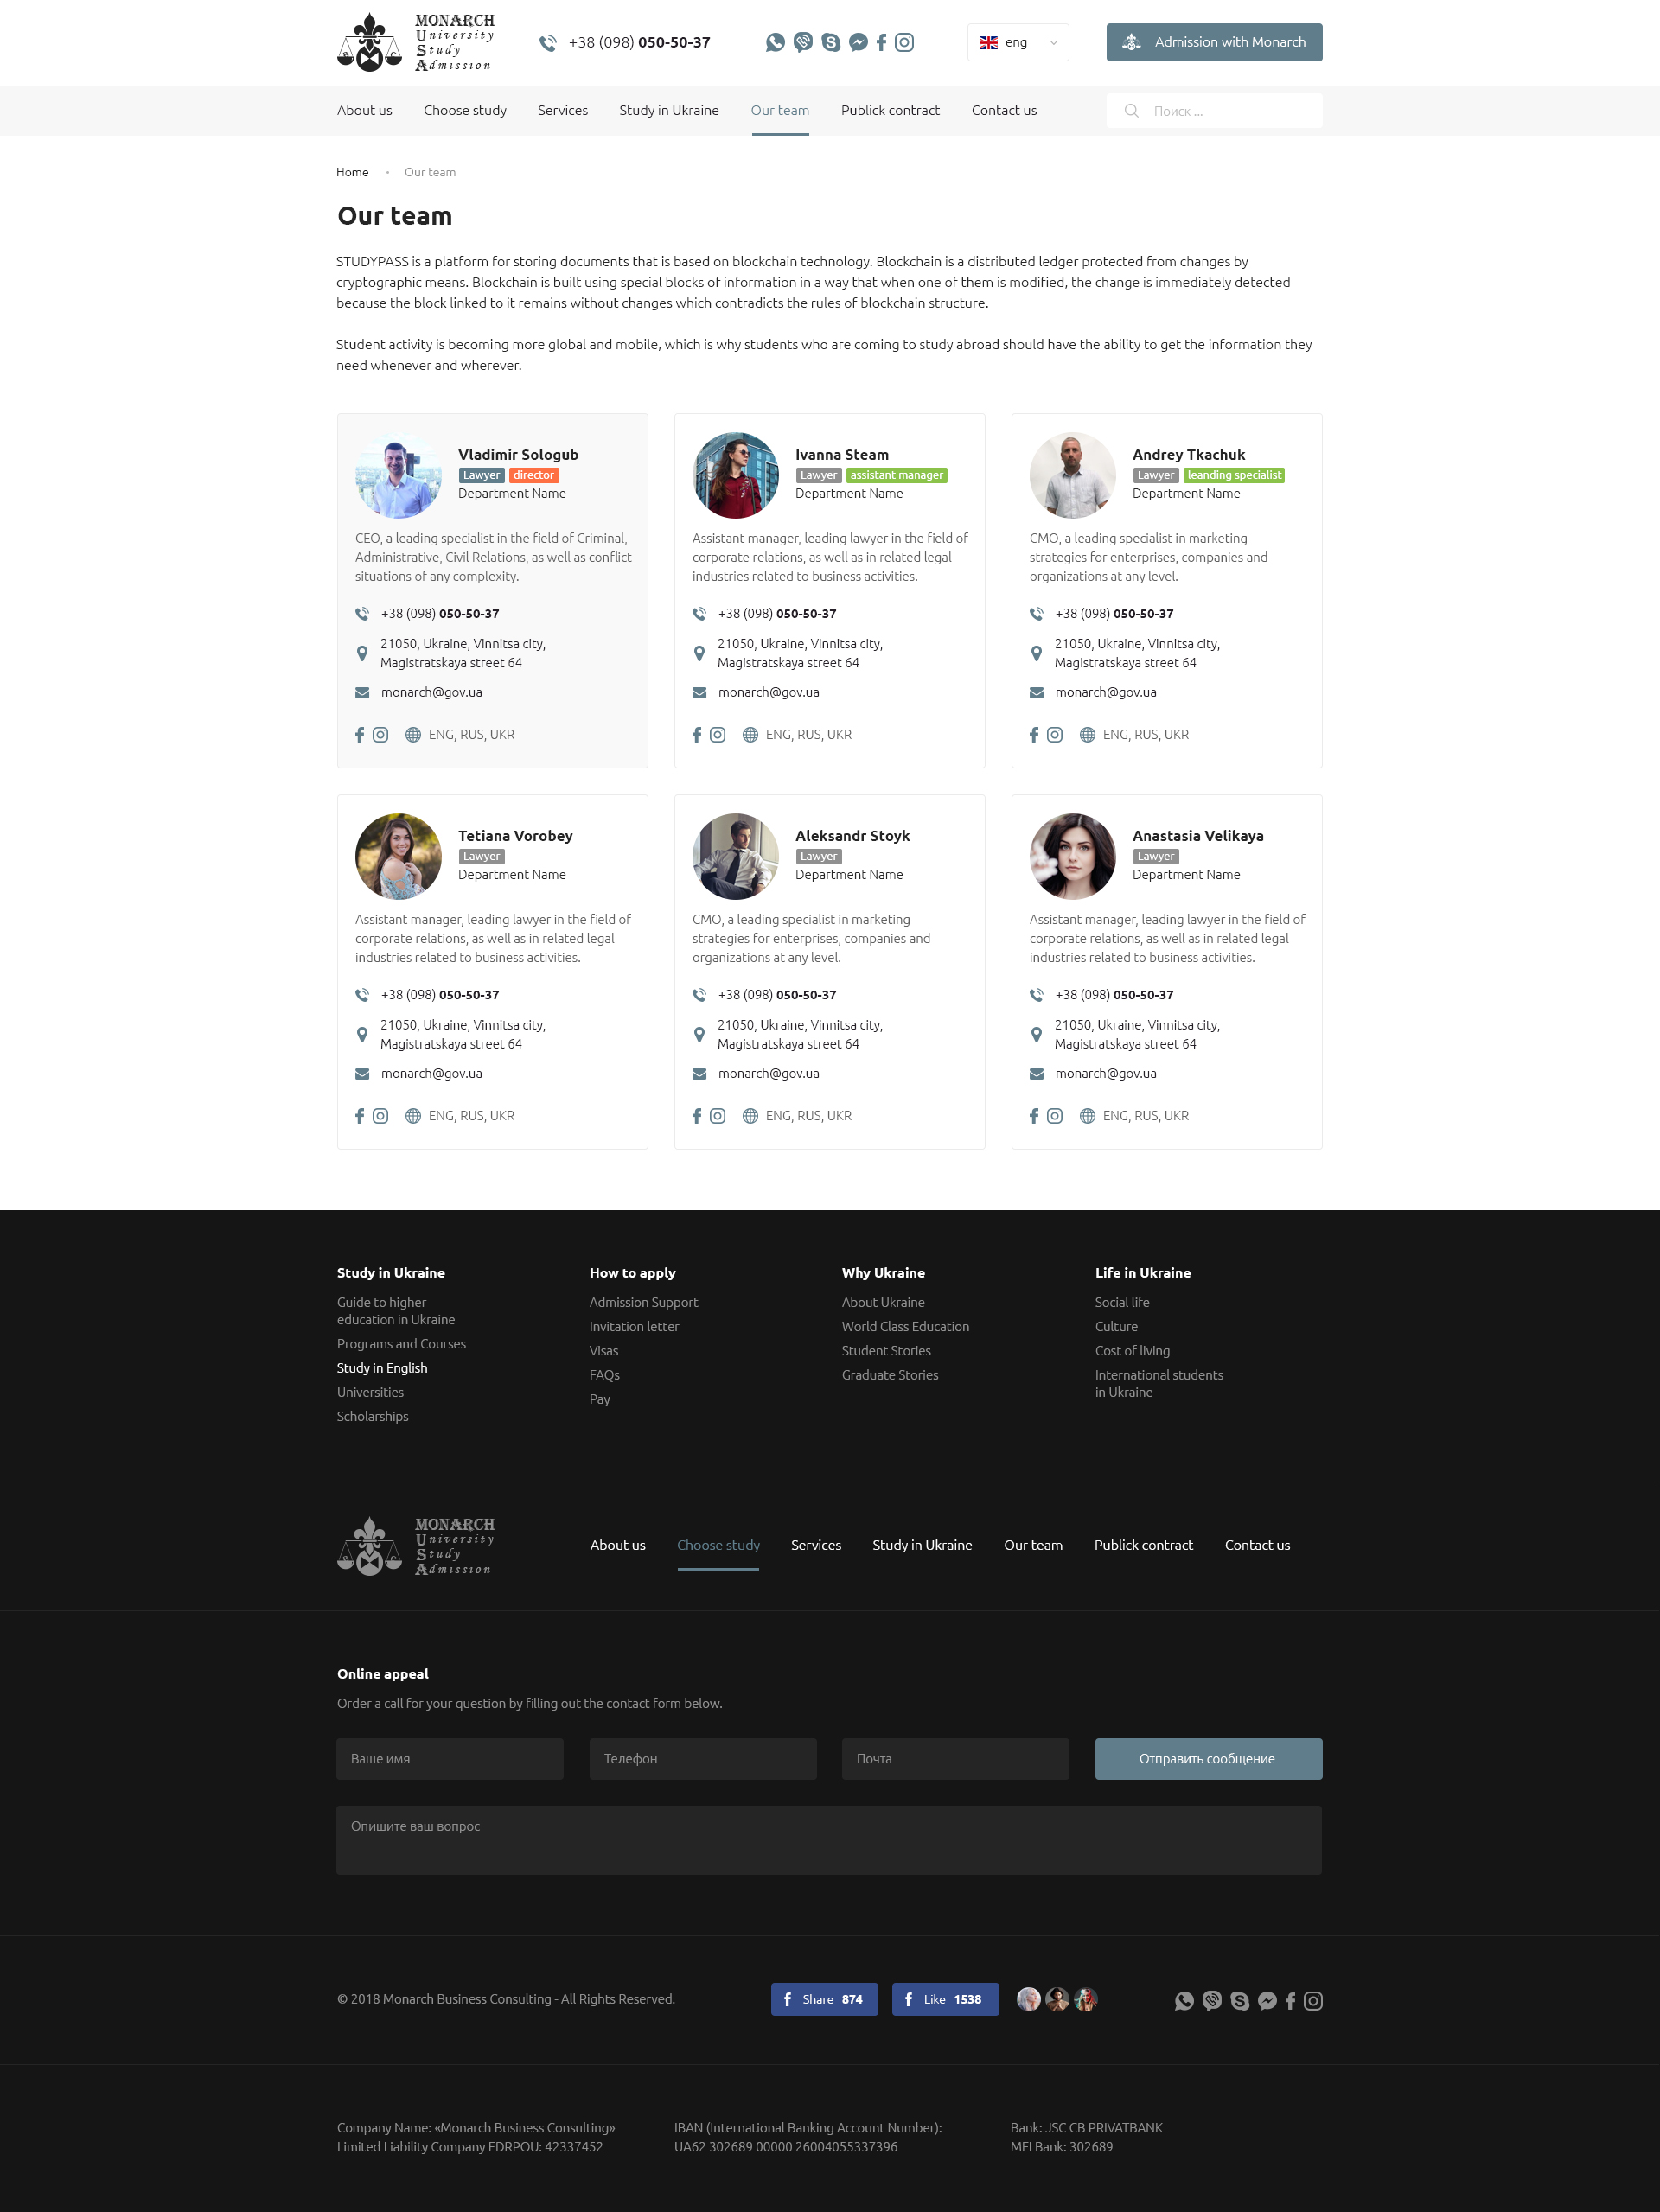 MONARCH
University
Study
Admission
+38 (098) 050-50-37
eng
Admission with Monarch
About us
Choose study
Services
Study in Ukraine
Our team
Publick contract
Contact us
Поиск ...
Home
Our team
Our team
STUDYPASS is a platform for storing documents that is based on blockchain technology. Blockchain is a distributed ledger protected from changes by
cryptographic means. Blockchain is built using special blocks of information in a way that when one of them is modified, the change is immediately detected
because the block linked to it remains without changes which contradicts the rules of blockchain structure.
Student activity is becoming more global and mobile, which is why students who are coming to study abroad should have the ability to get the information they
need whenever and wherever.
Vladimir Sologub
Lawyer director
Department Name
CEO, a leading specialist in the field of Criminal,
Administrative, Civil Relations, as well as conflict
situations of any complexity.
+38 (098) 050-50-37
21050, Ukraine, Vinnitsa city,
Magistratskaya street 64
monarch@gov.ua
ENG, RUS, UKR
Ivanna Steam
Lawyer assistant manager
Department Name
Assistant manager, leading lawyer in the field of
corporate relations, as well as in related legal
industries related to business activities.
+38 (098) 050-50-37
21050, Ukraine, Vinnitsa city,
Magistratskaya street 64
monarch@gov.ua
ENG, RUS, UKR
Andrey Tkachuk
Lawyer leanding specialist
Department Name
CMO, a leading specialist in marketing
strategies for enterprises, companies and
organizations at any level.
+38 (098) 050-50-37
21050, Ukraine, Vinnitsa city,
Magistratskaya street 64
monarch@gov.ua
ENG, RUS, UKR
Tetiana Vorobey
Lawyer
Department Name
Assistant manager, leading lawyer in the field of
corporate relations, as well as in related legal
industries related to business activities.
+38 (098) 050-50-37
21050, Ukraine, Vinnitsa city,
Magistratskaya street 64
monarch@gov.ua
ENG, RUS, UKR
Aleksandr Stoyk
Lawyer
Department Name
CMO, a leading specialist in marketing
strategies for enterprises, companies and
organizations at any level.
+38 (098) 050-50-37
21050, Ukraine, Vinnitsa city,
Magistratskaya street 64
monarch@gov.ua
ENG, RUS, UKR
Anastasia Velikaya
Lawyer
Department Name
Assistant manager, leading lawyer in the field of
corporate relations, as well as in related legal
industries related to business activities.
+38 (098) 050-50-37
21050, Ukraine, Vinnitsa city,
Magistratskaya street 64
monarch@gov.ua
ENG, RUS, UKR
Study in Ukraine
Guide to higher
education in Ukraine
Programs and Courses
Study in English
Universities
Scholarships
How to apply
Admission Support
Invitation letter
Visas
FAQs
Pay
Why Ukraine
About Ukraine
World Class Education
Student Stories
Graduate Stories
Life in Ukraine
Social life
Culture
Cost of living
International students
in Ukraine
MONARCH
University
Study
Admission
About us
Choose study
Services
Study in Ukraine
Our team
Publick contract
Contact us
Online appeal
Order a call for your question by filling out the contact form below.
Ваше имя
Телефон
Почта
Отправить сообщение
Опишите ваш вопрос
© 2018 Monarch Business Consulting - All Rights Reserved.
Share 874
Like 1538
Company Name: «Monarch Business Consulting»
Limited Liability Company EDRPOU: 42337452
IBAN (International Banking Account Number):
UA62 302689 00000 26004055337396
Bank: JSC CB PRIVATBANK
MFI Bank: 302689